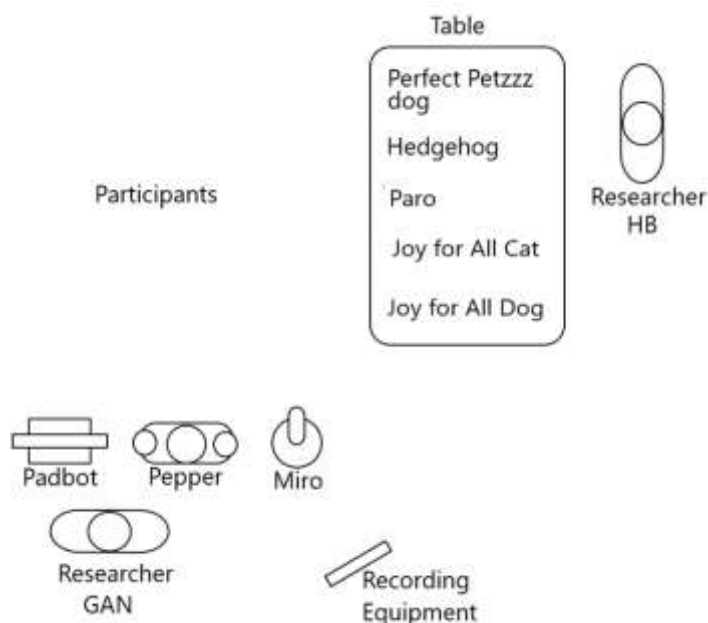 Table
Perfect Petzzz
dog
Hedgehog
Participants
Paro
Researcher
HB
Joy for All Cat
Joy for All Dog
Padbot
Pepper
Miro
Researcher
GAN
Recording
Equipment